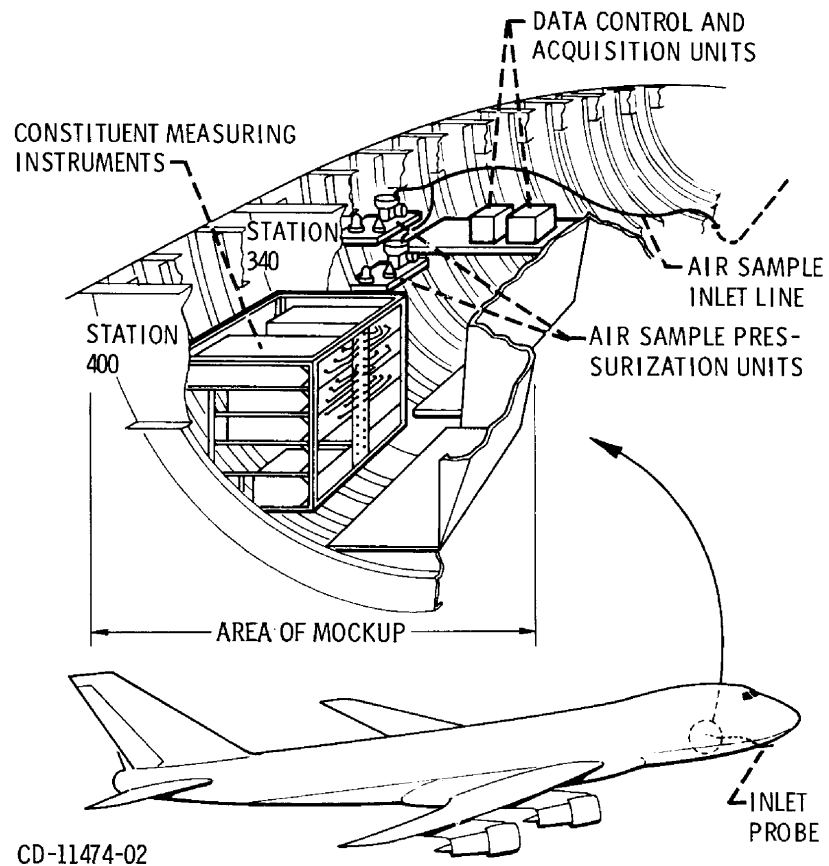 DATA CONTROL AND
ACQUISITION UNITS
CONSTITUENT MEASURING
INSTRUMENTS
STATION
340
AIR SAMPLE
INLET LINE
STATION
400
AIR SAMPLE PRES-
SURIZATION UNITS
AREA OF MOCKUP
INLET
PROBE
CD-11474-02